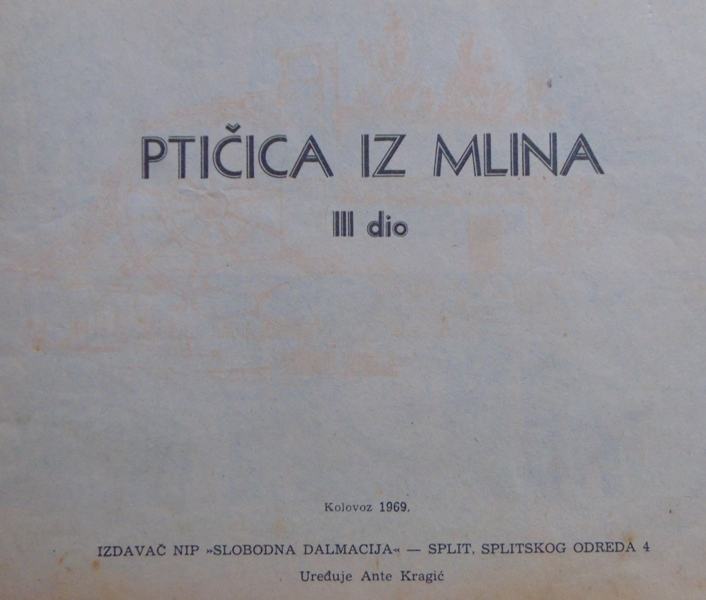 PTIČICA IZ MLINA
III dio
Kolovoz 1969.
IZDAVAČ NIP »SLOBODNA DALMACIJA« — SPLIT, SPLITSKOG ODREDA 4
Uređuje Ante Kragić